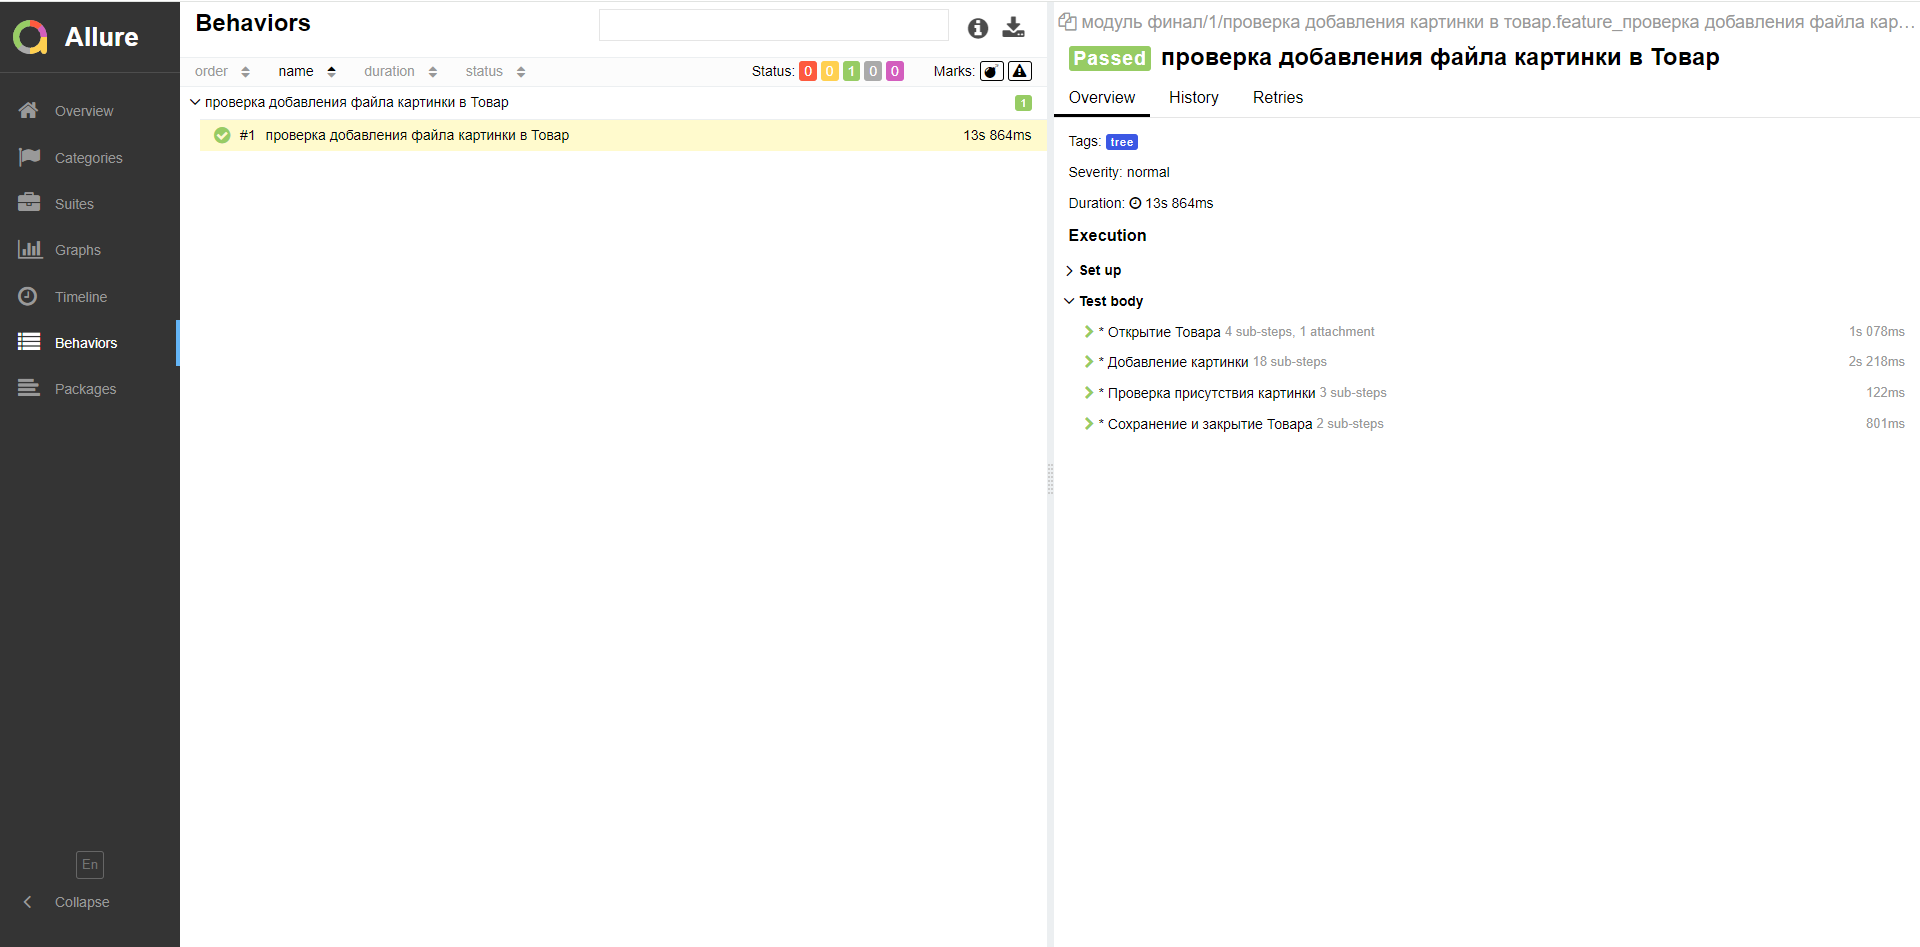 Allure
Overview
Categories
Suites
Graphs
Timeline
Behaviors
Packages
En
Collapse
Behaviors
order name duration status Status: 0 0 1 0 0 Marks:
проверка добавления файла картинки в Товар 1
#1 проверка добавления файла картинки в Товар 13s 864ms
модуль финал/1/проверка добавления картинки в товар.feature_проверка добавления файла кар…
Passed проверка добавления файла картинки в Товар
Overview History Retries
Tags: tree
Severity: normal
Duration: 13s 864ms
Execution
Set up
Test body
* Открытие Товара 4 sub-steps, 1 attachment 1s 078ms
* Добавление картинки 18 sub-steps 2s 218ms
* Проверка присутствия картинки 3 sub-steps 122ms
* Сохранение и закрытие Товара 2 sub-steps 801ms